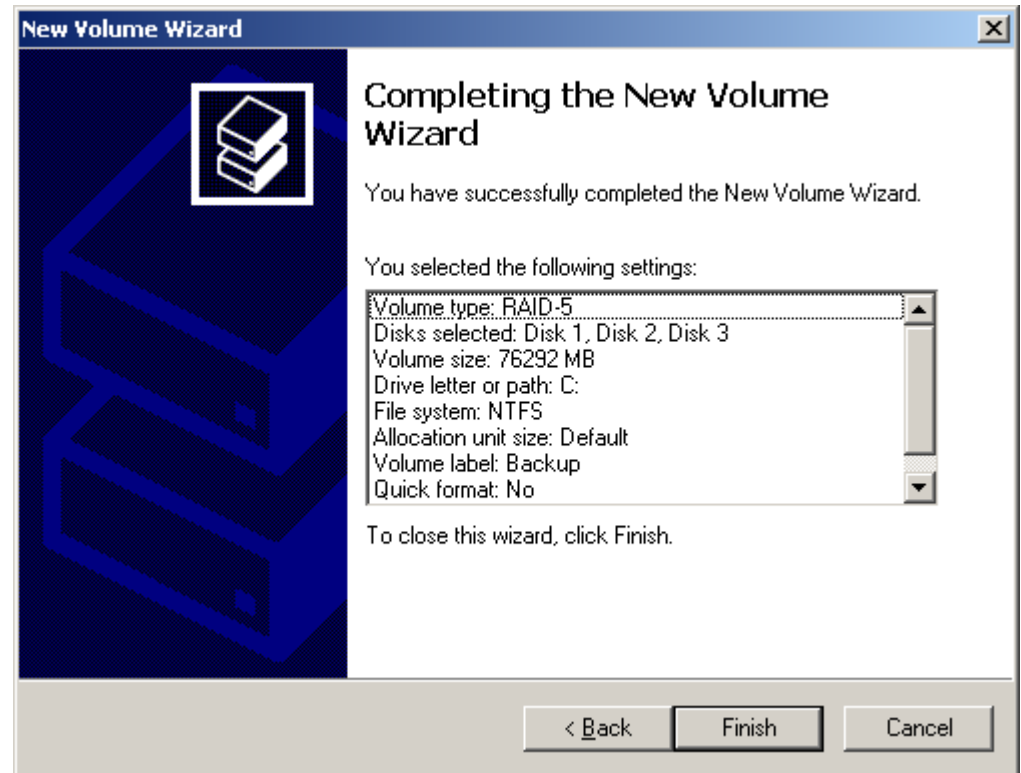 New Volume Wizard
Completing the New Volume
Wizard
You have successfully completed the New Volume Wizard.
You selected the following settings:
Volume type: RAID-5
Disks selected: Disk 1, Disk 2, Disk 3
Volume size: 76292 MB
Drive letter or path: C:
File system: NTFS
Allocation unit size: Default
Volume label: Backup
Quick format: No
To close this wizard, click Finish.
< Back Finish Cancel